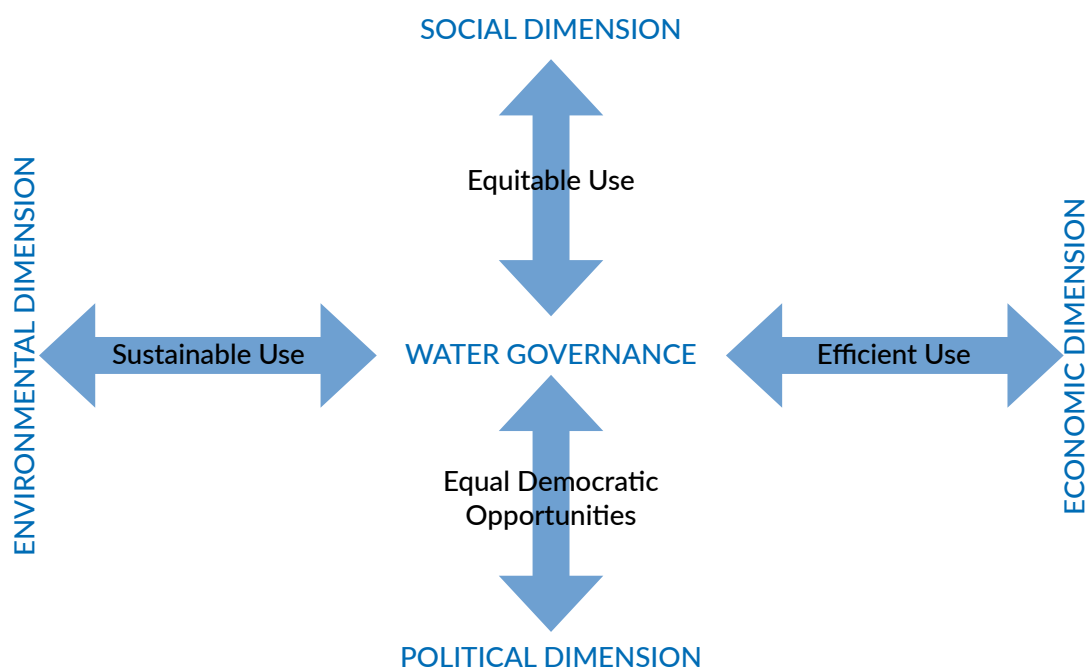 SOCIAL DIMENSION
Equitable Use
ENVIRONMENTAL DIMENSION
Sustainable Use
WATER GOVERNANCE
Efficient Use
ECONOMIC DIMENSION
Equal Democratic
Opportunities
POLITICAL DIMENSION